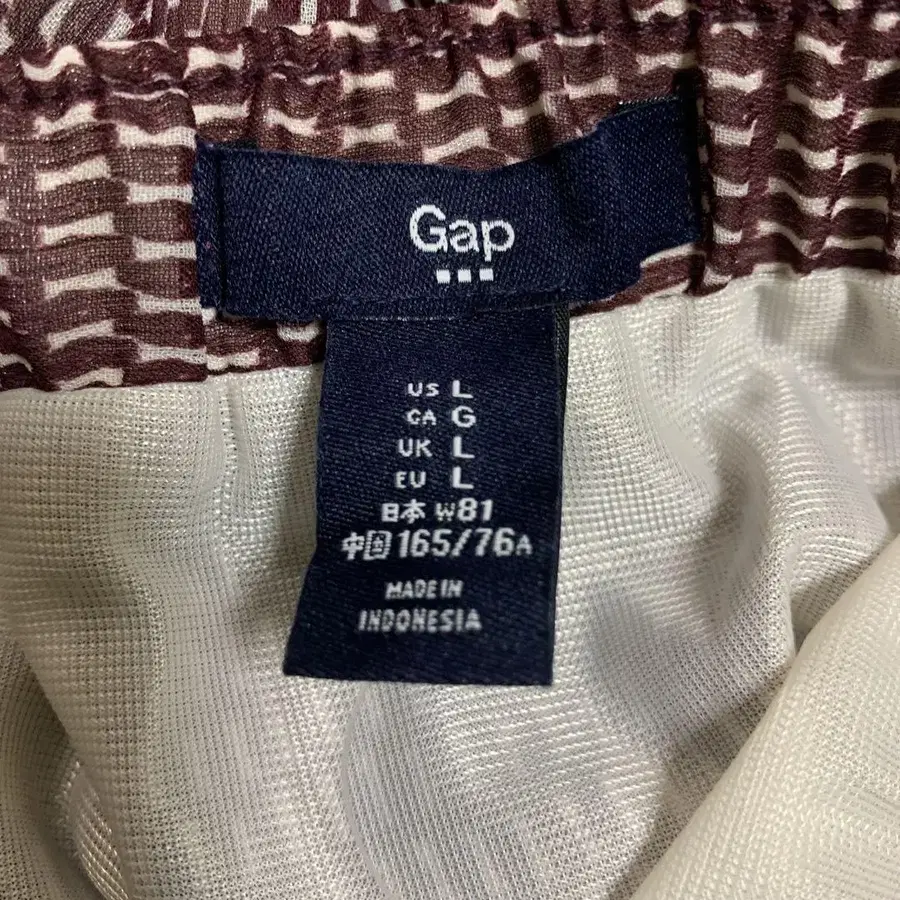 Gap
US L
CA G
UK L
EU L
日本 W81
中国 165/76A
MADE IN
INDONESIA